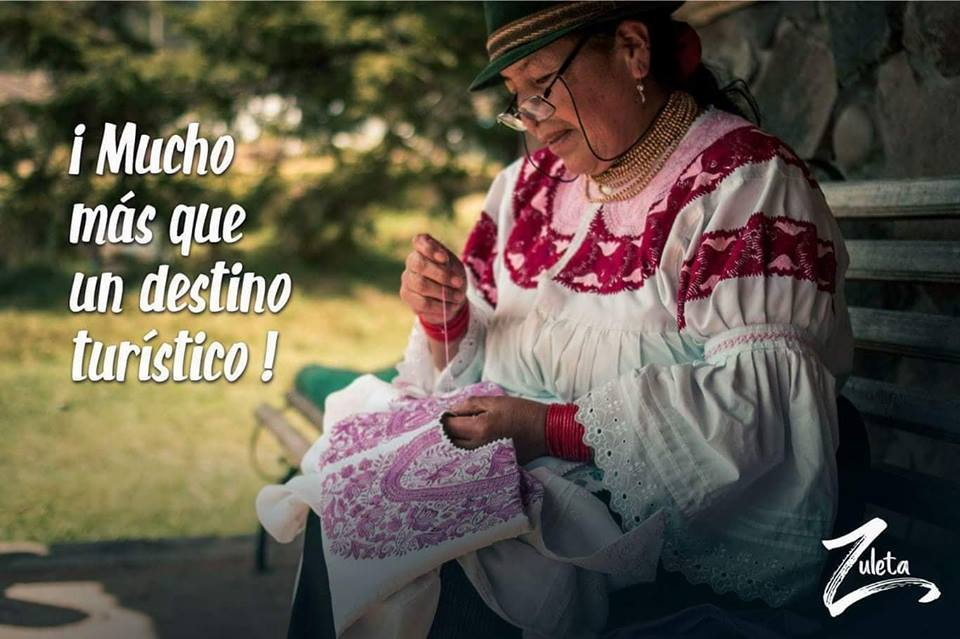 ¡ Mucho
más que
un destino
turístico !
Zuleta